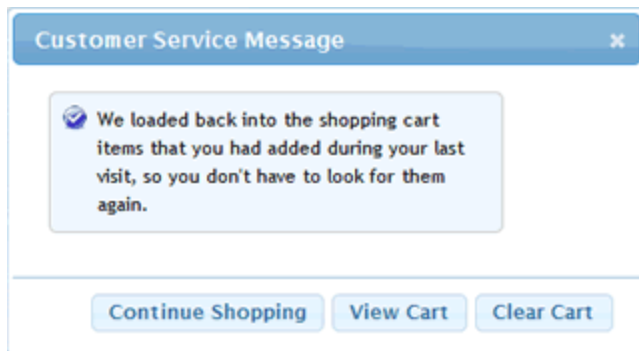 Customer Service Message
We loaded back into the shopping cart
items that you had added during your last
visit, so you don't have to look for them
again.
Continue Shopping View Cart Clear Cart